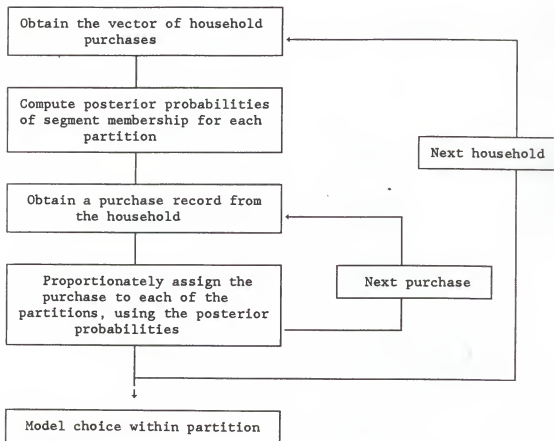 Obtain the vector of household
purchases
Compute posterior probabilities
of segment membership for each
partition
Next household
Obtain a purchase record from
the household
Proportionately assign the
purchase to each of the
partitions, using the posterior
probabilities
Next purchase
Model choice within partition